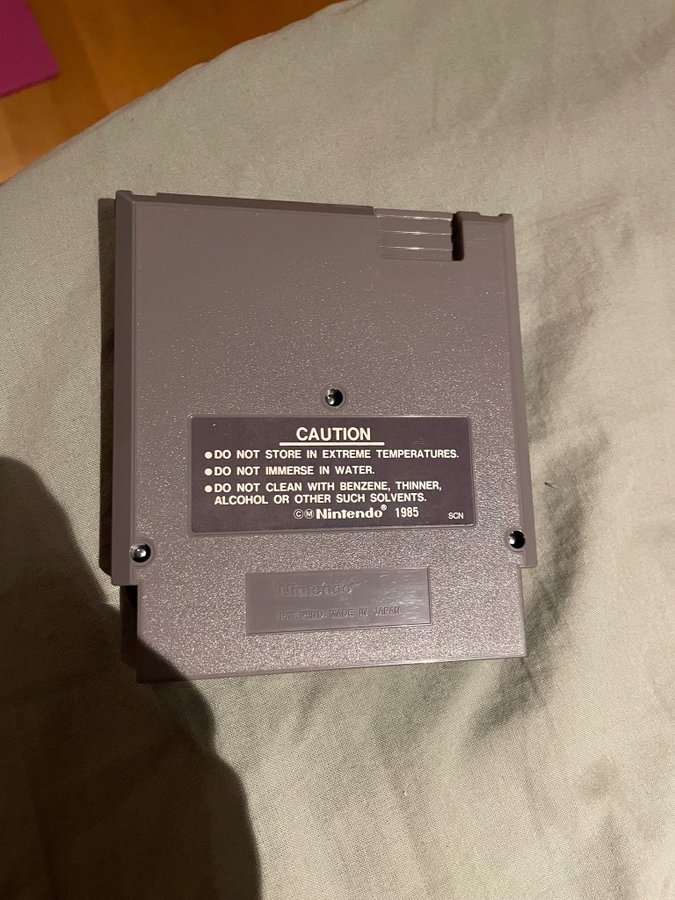 CAUTION
●DO NOT STORE IN EXTREME TEMPERATURES.
●DO NOT IMMERSE IN WATER.
●DO NOT CLEAN WITH BENZENE, THINNER,
ALCOHOL OR OTHER SUCH SOLVENTS.
©Ⓜ Nintendo® 1985 SCN
Nintendo®
PAT. PEND. MADE IN JAPAN